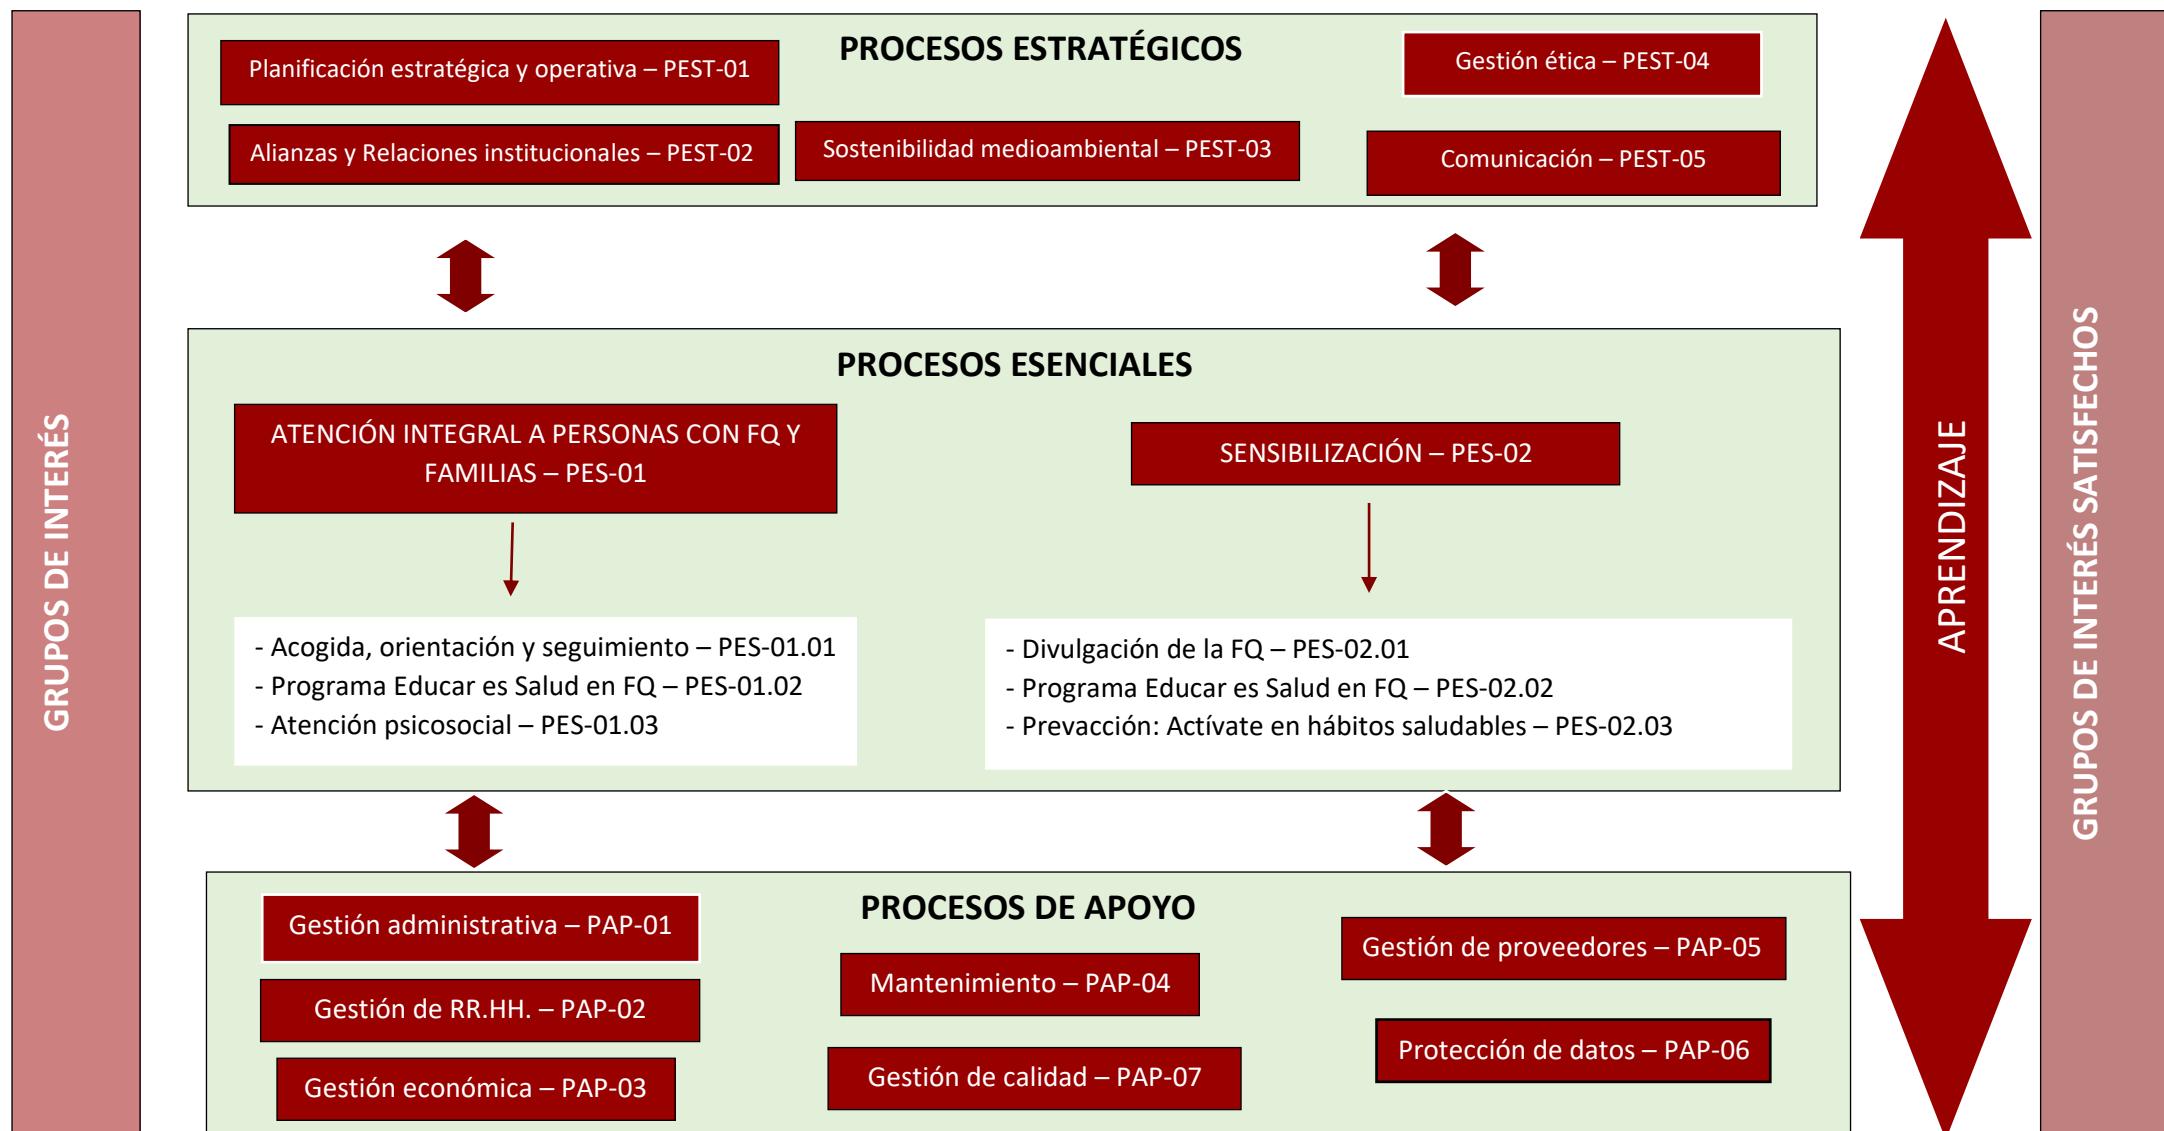 GRUPOS DE INTERÉS
PROCESOS ESTRATÉGICOS
Planificación estratégica y operativa – PEST-01
Gestión ética – PEST-04
Alianzas y Relaciones institucionales – PEST-02
Sostenibilidad medioambiental – PEST-03
Comunicación – PEST-05
PROCESOS ESENCIALES
ATENCIÓN INTEGRAL A PERSONAS CON FQ Y
FAMILIAS – PES-01
SENSIBILIZACIÓN – PES-02
- Acogida, orientación y seguimiento – PES-01.01
- Programa Educar es Salud en FQ – PES-01.02
- Atención psicosocial – PES-01.03
- Divulgación de la FQ – PES-02.01
- Programa Educar es Salud en FQ – PES-02.02
- Prevacción: Actívate en hábitos saludables – PES-02.03
PROCESOS DE APOYO
Gestión administrativa – PAP-01
Gestión de RR.HH. – PAP-02
Gestión económica – PAP-03
Mantenimiento – PAP-04
Gestión de calidad – PAP-07
Gestión de proveedores – PAP-05
Protección de datos – PAP-06
APRENDIZAJE
GRUPOS DE INTERÉS SATISFECHOS